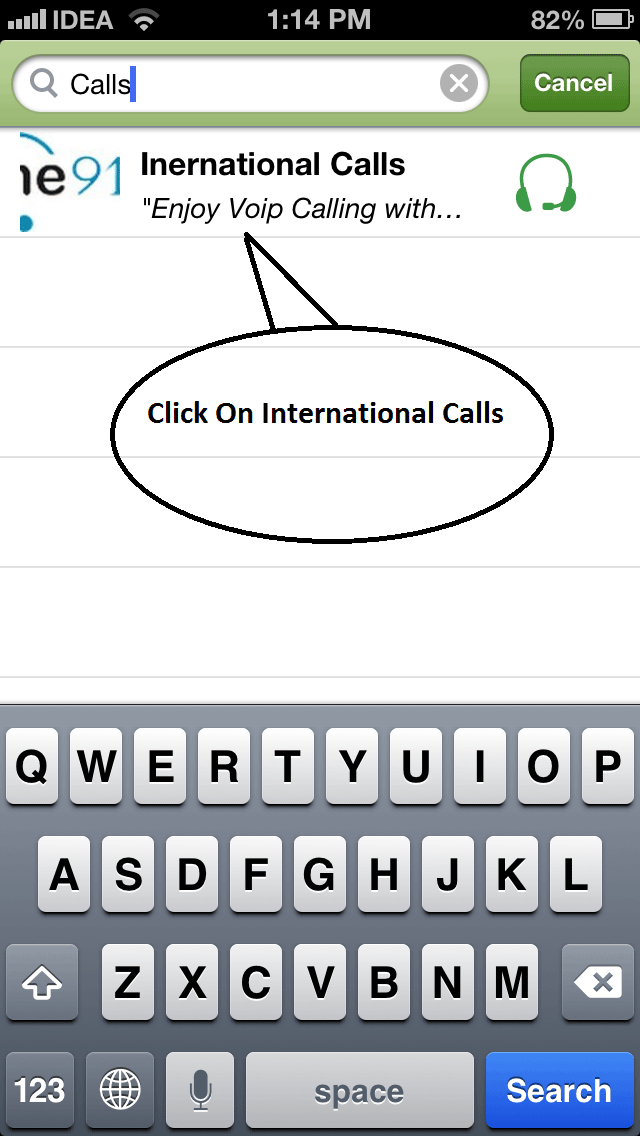 IDEA 1:14 PM 82%
Calls Cancel
ne91 Inernational Calls
"Enjoy Voip Calling with...
Click On International Calls
Q W E R T Y U I O P
A S D F G H J K L
Z X C V B N M
123 space Search